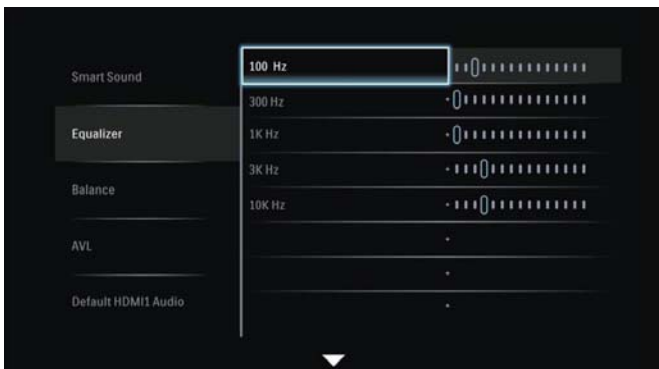 Smart Sound
Equalizer
Balance
AVL
Default HDMI1 Audio
100 Hz
300 Hz
1K Hz
3K Hz
10K Hz